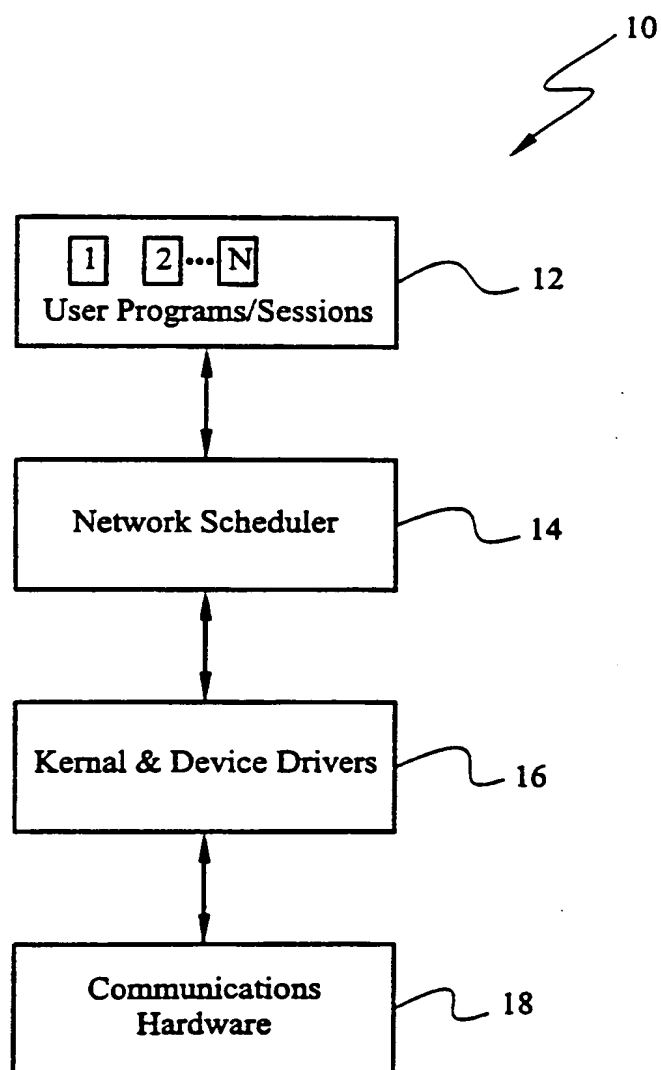 10
1 2 ••• N
User Programs/Sessions
12
Network Scheduler
14
Kernal & Device Drivers
16
Communications
Hardware
18